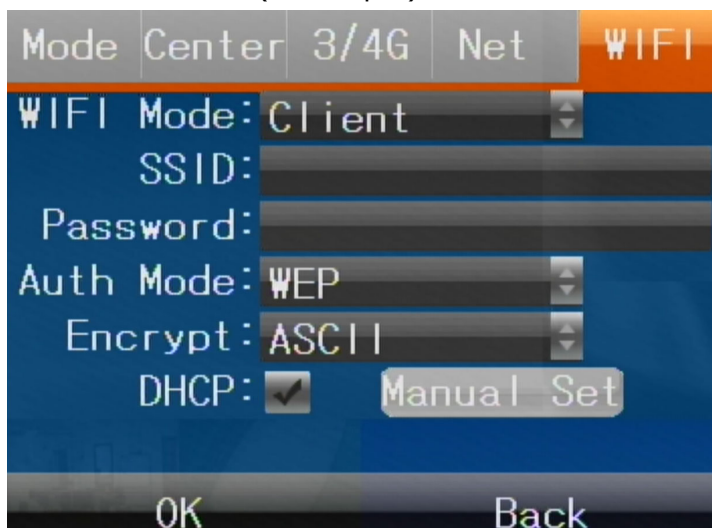 Mode Center 3/4G Net WIFI
WIFI Mode: Client
SSID:
Password:
Auth Mode: WEP
Encrypt: ASCII
DHCP: Manual Set
OK Back